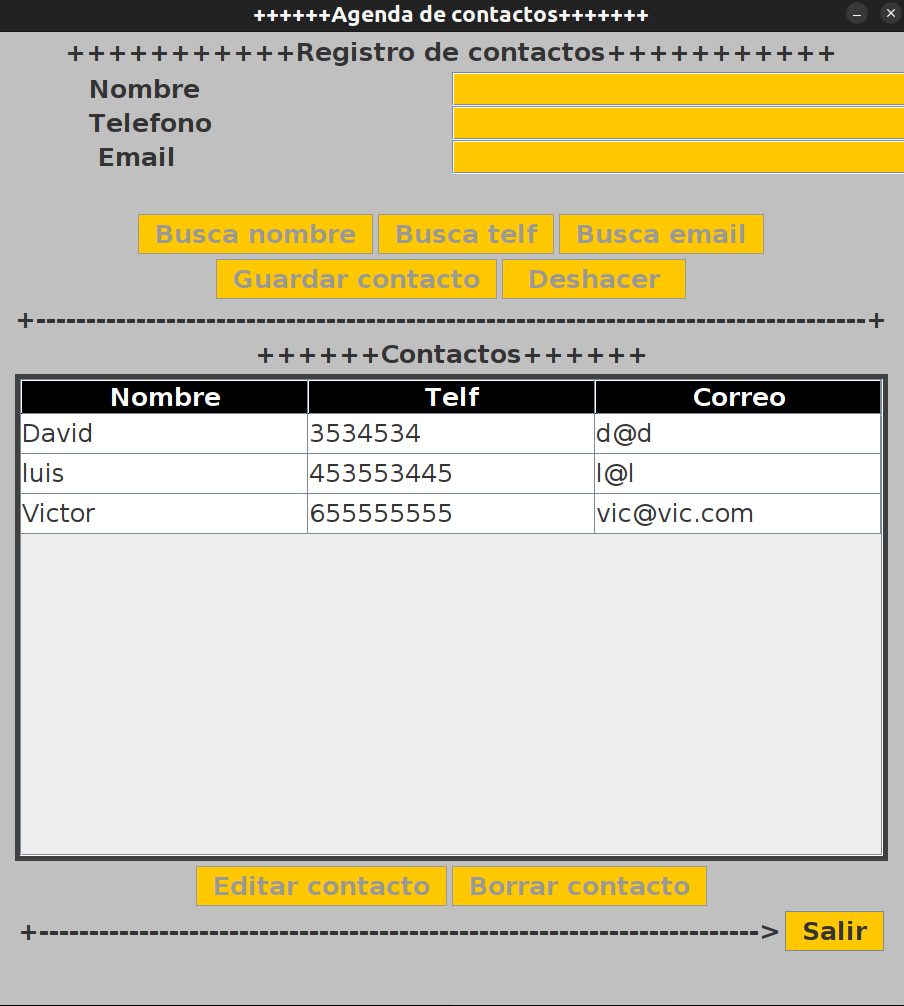 ++++++Agenda de contactos+++++++
+++++++++++Registro de contactos+++++++++++
Nombre
Telefono
Email
Busca nombre Busca telf Busca email
Guardar contacto Deshacer
+-----------------------------------------------------------------------------------+
++++++Contactos++++++
Nombre Telf Correo
David 3534534 d@d
luis 453553445 l@l
Victor 655555555 vic@vic.com
Editar contacto Borrar contacto
+------------------------------------------------------------------------> Salir